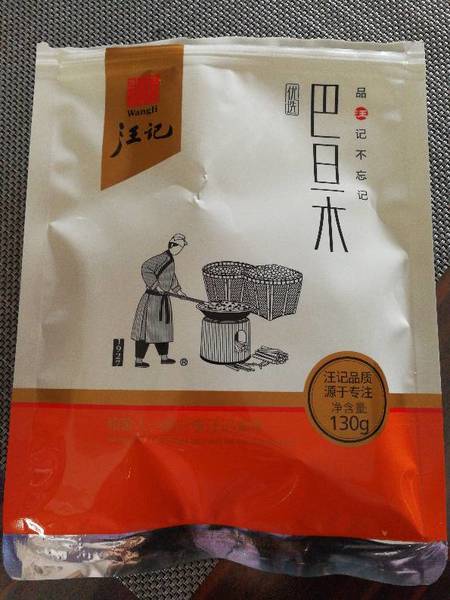 Wangji
汪记
优选
巴旦木
品汪记不忘记
1927
®
汪记品质
源于专注
净含量
130g